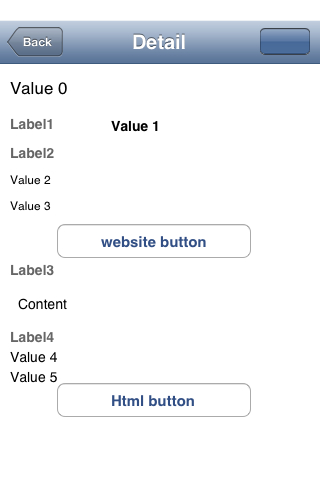 Back Detail
Value 0
Label1 Value 1
Label2
Value 2
Value 3
website button
Label3
Content
Label4
Value 4
Value 5
Html button